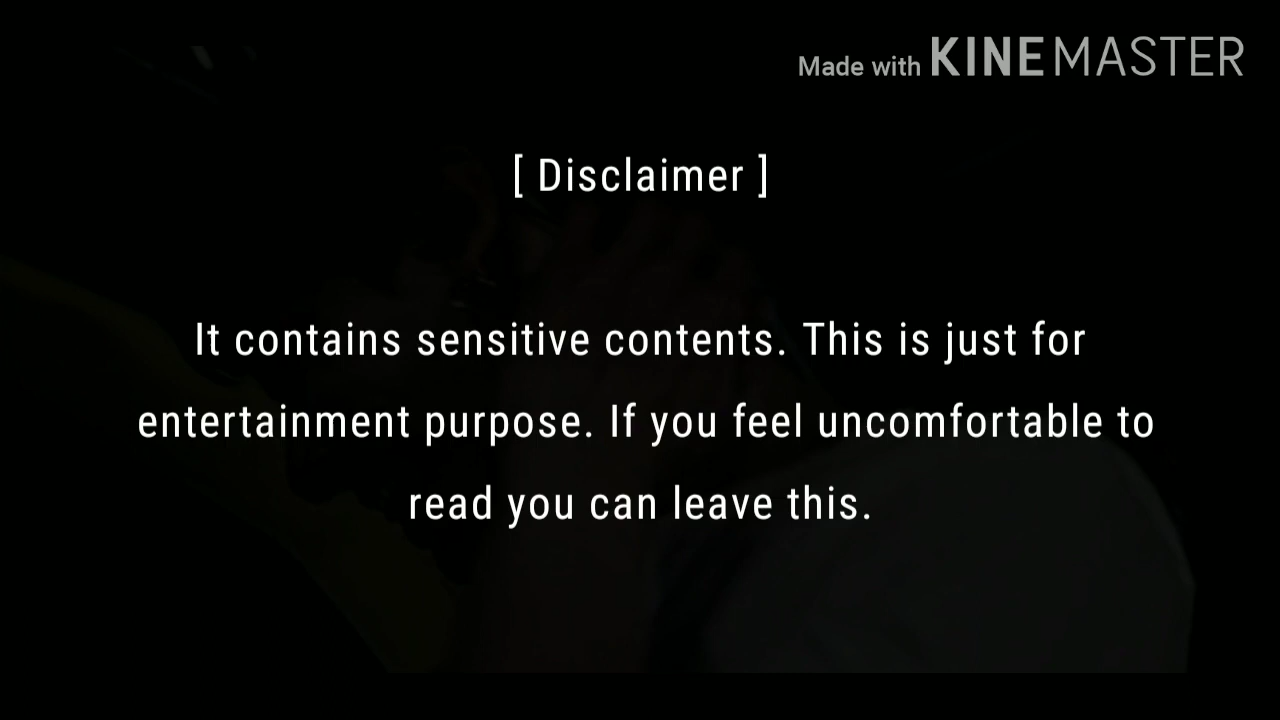 Made with KINEMASTER
[ Disclaimer ]
It contains sensitive contents. This is just for
entertainment purpose. If you feel uncomfortable to
read you can leave this.